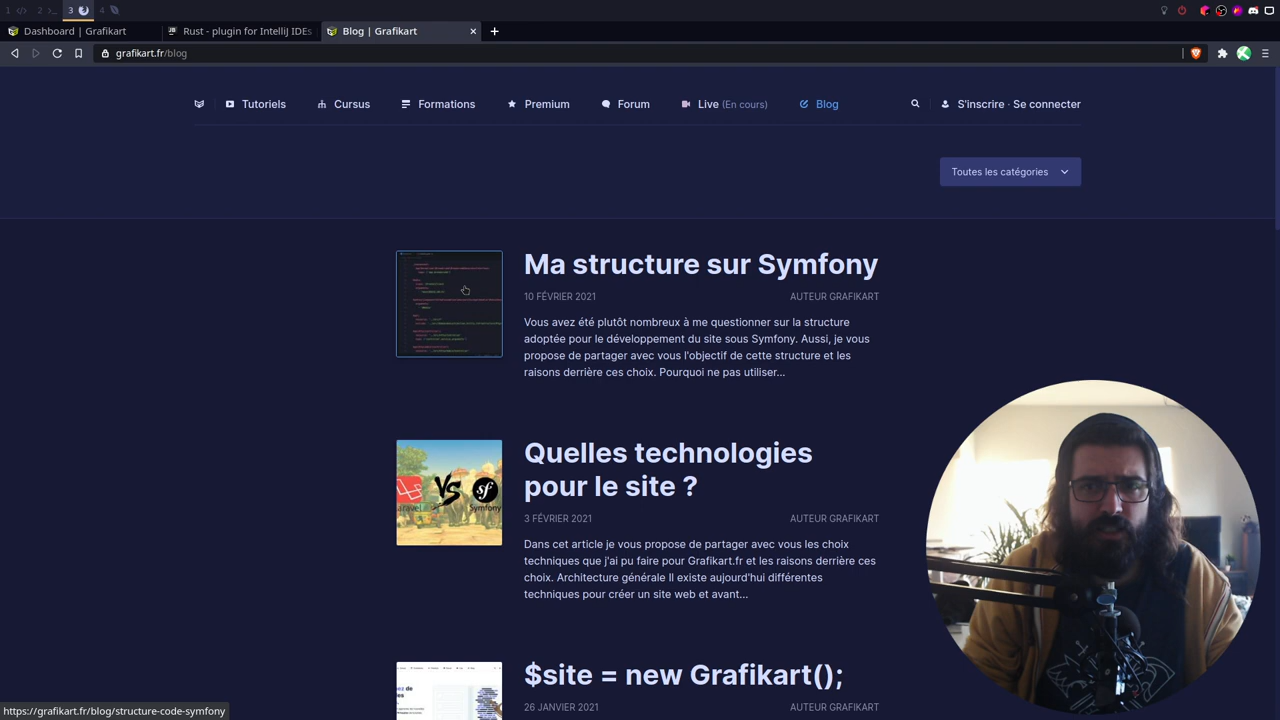 1 </> 2 >_ 3 4
Dashboard | Grafikart Rust - plugin for IntelliJ IDEs Blog | Grafikart
grafikart.fr/blog
Tutoriels Cursus Formations Premium Forum Live (En cours) Blog S'inscrire · Se connecter
Toutes les catégories
Ma structure sur Symfony
10 FÉVRIER 2021 AUTEUR GRAFIKART
Vous avez été plutôt nombreux à me questionner sur la structure
adoptée pour le développement du site sous Symfony. Aussi, je vous
propose de partager avec vous l'objectif de cette structure et les
raisons derrière ces choix. Pourquoi ne pas utiliser...
VS
sf
Symfony
Quelles technologies
pour le site ?
3 FÉVRIER 2021 AUTEUR GRAFIKART
Dans cet article je vous propose de partager avec vous les choix
techniques que j'ai pu faire pour Grafikart.fr et les raisons derrière ces
choix. Architecture générale Il existe aujourd'hui différentes
techniques pour créer un site web et avant...
$site = new Grafikart();
26 JANVIER 2021 AUTEUR GRAFIKART
https://grafikart.fr/blog/structure-code-symfony